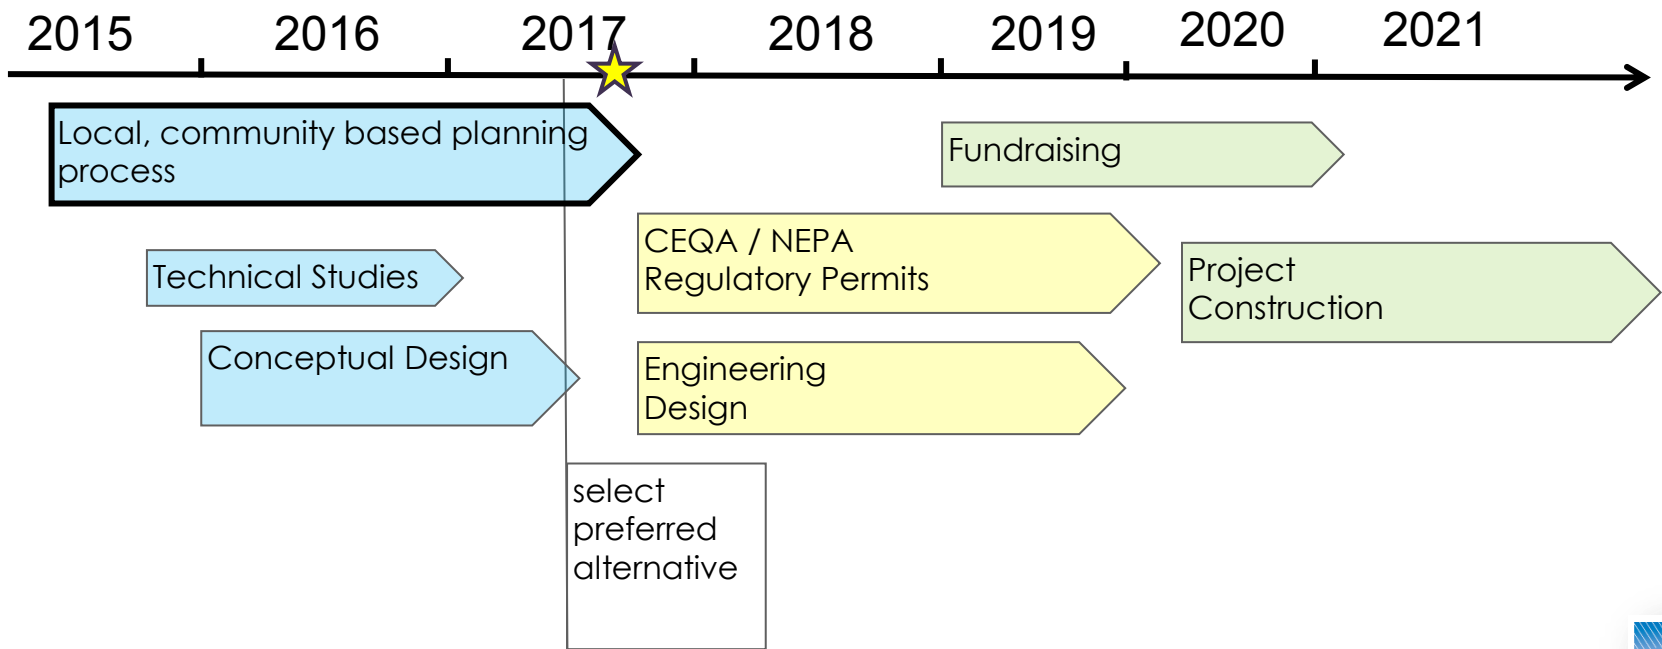 2015 2016 2017 2018 2019 2020 2021
Local, community based planning
process
Fundraising
CEQA / NEPA
Regulatory Permits
Technical Studies
Project
Construction
Conceptual Design
Engineering
Design
select
preferred
alternative